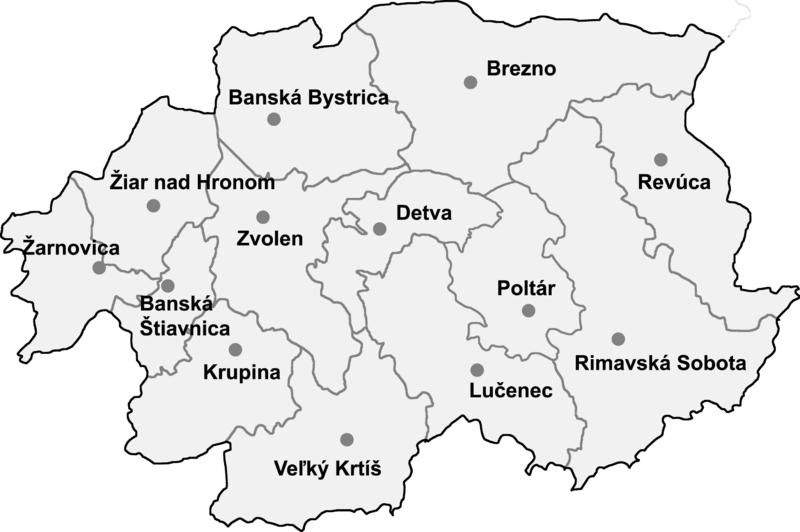 Brezno
Banská Bystrica
Žiar nad Hronom
Revúca
Detva
Zvolen
Žarnovica
Poltár
Banská
Štiavnica
Rimavská Sobota
Krupina
Lučenec
Veľký Krtíš